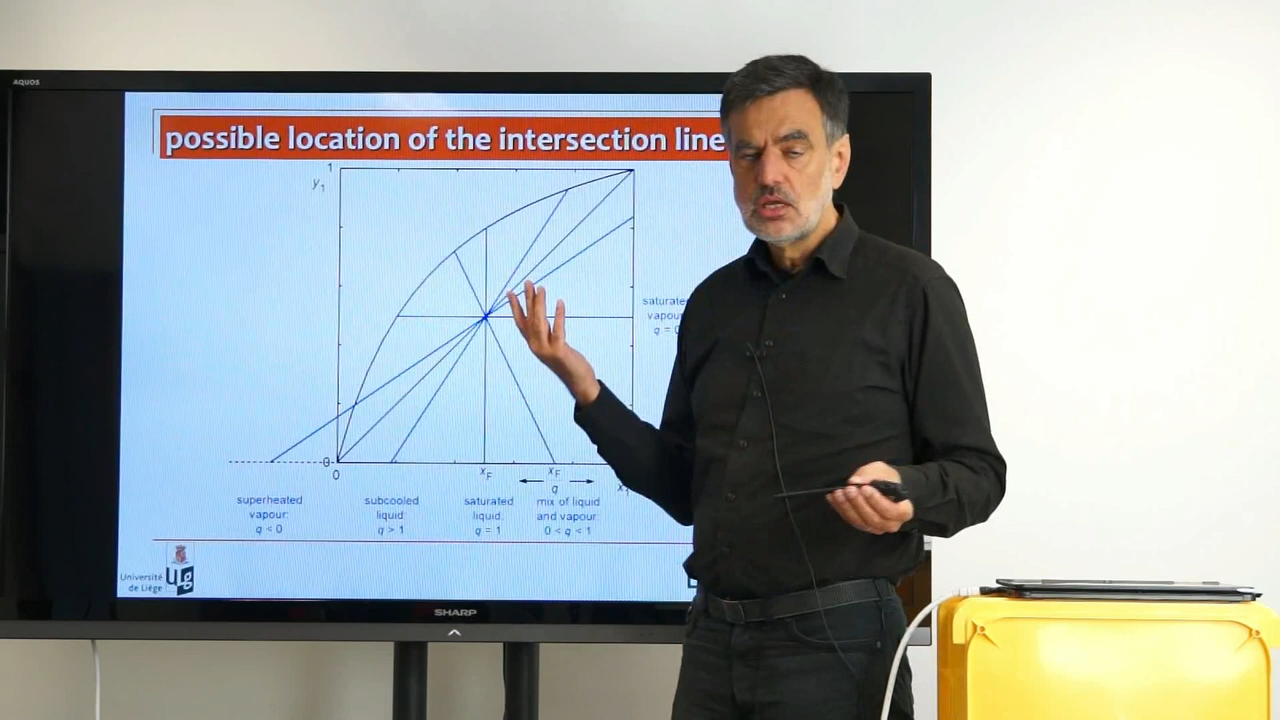 AQUOS
possible location of the intersection line
1
y1
saturated
vapour
q = 0
0
0
xF
xF
q
x1
superheated
vapour:
q < 0
subcooled
liquid:
q > 1
saturated
liquid:
q = 1
mix of liquid
and vapour:
0 < q < 1
Université
de Liège
SHARP